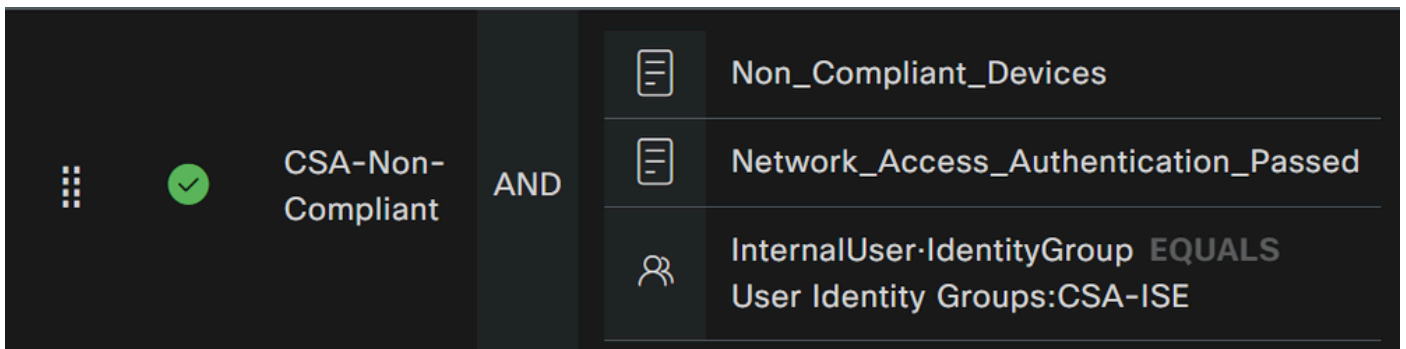 CSA-Non-
Compliant
AND
Non_Compliant_Devices
Network_Access_Authentication_Passed
InternalUser·IdentityGroup EQUALS
User Identity Groups:CSA-ISE